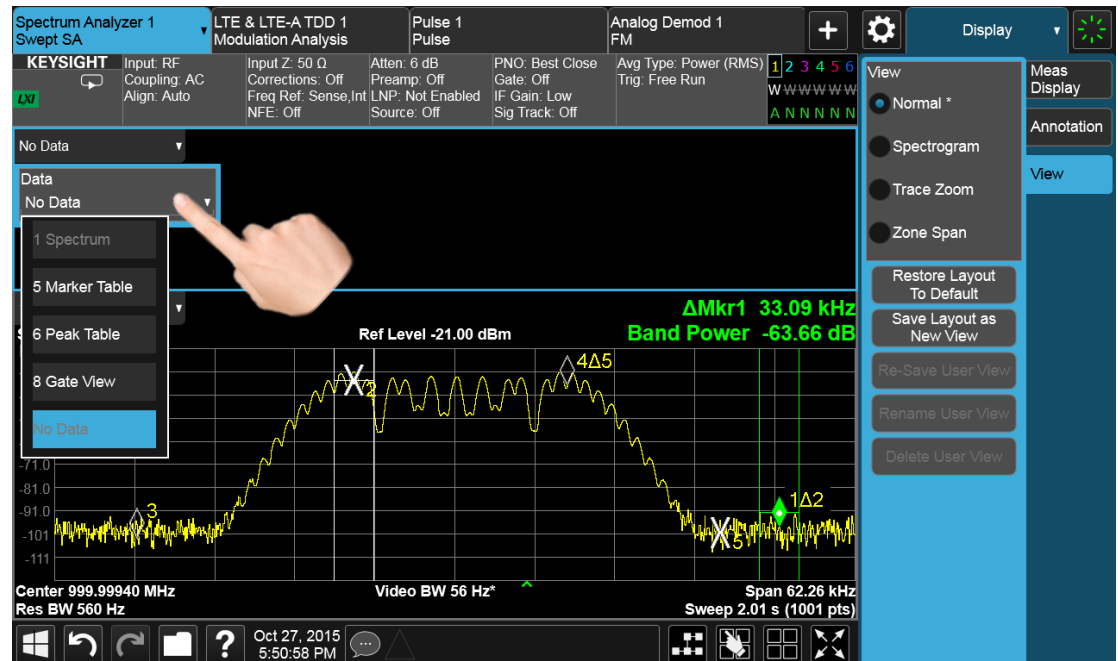 Spectrum Analyzer 1
Swept SA
LTE & LTE-A TDD 1
Modulation Analysis
Pulse 1
Pulse
Analog Demod 1
FM
+
Display
KEYSIGHT
LXI
Input: RF
Coupling: AC
Align: Auto
Input Z: 50 Ω
Corrections: Off
Freq Ref: Sense,Int
NFE: Off
Atten: 6 dB
Preamp: Off
LNP: Not Enabled
Source: Off
PNO: Best Close
Gate: Off
IF Gain: Low
Sig Track: Off
Avg Type: Power (RMS)
Trig: Free Run
1 2 3 4 5 6
W W W W W W
A N N N N N
View
Normal *
Spectrogram
Trace Zoom
Zone Span
Restore Layout
To Default
Save Layout as
New View
Re-Save User View
Rename User View
Delete User View
Meas
Display
Annotation
View
No Data
Data
No Data
1 Spectrum
5 Marker Table
6 Peak Table
8 Gate View
No Data
ΔMkr1 33.09 kHz
Ref Level -21.00 dBm
Band Power -63.66 dB
2
4Δ5
-71.0
-81.0
-91.0
-101
-111
3
5
1Δ2
Center 999.99940 MHz
Video BW 56 Hz*
Span 62.26 kHz
Res BW 560 Hz
Sweep 2.01 s (1001 pts)
?
Oct 27, 2015
5:50:58 PM